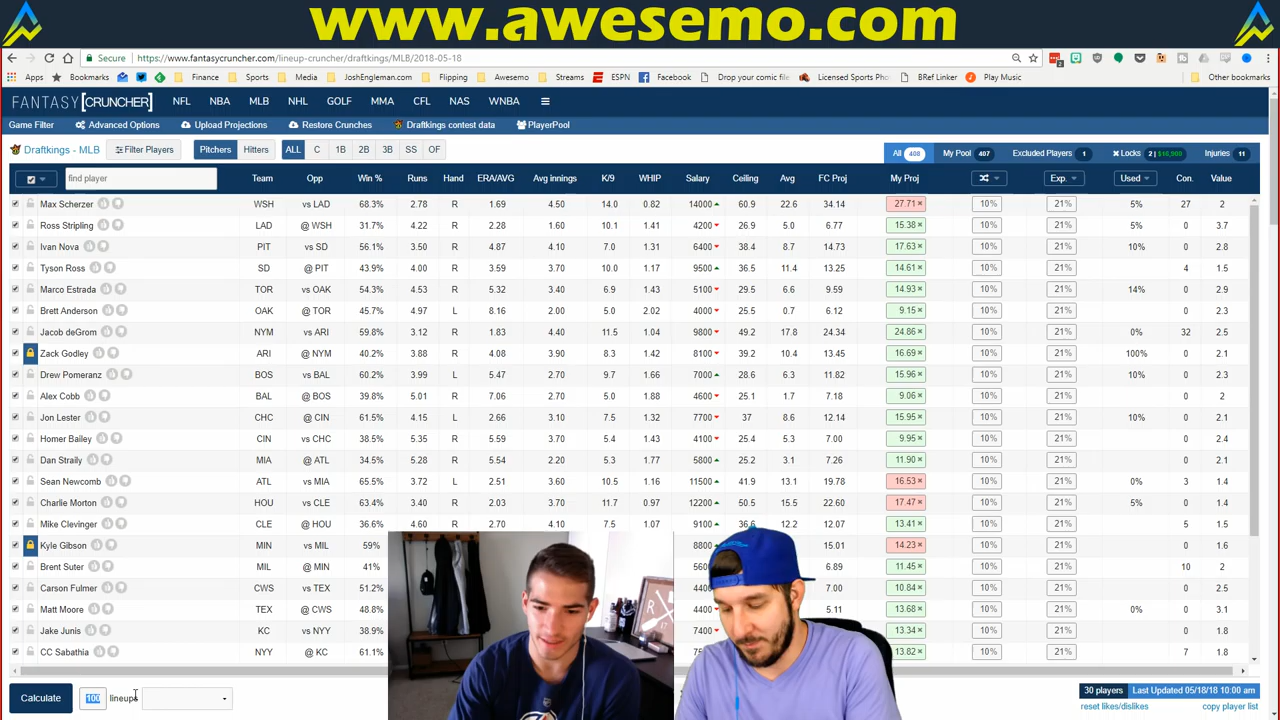 www.awesemo.com
Secure https://www.fantasycruncher.com/lineup-cruncher/draftkings/MLB/2018-05-18
Apps Bookmarks Finance Sports Media JoshEngleman.com Flipping Awesemo Streams ESPN Facebook Drop your comic file Licensed Sports Pho BRef Linker Play Music Other bookmarks
FANTASY [CRUNCHER] NFL NBA MLB NHL GOLF MMA CFL NAS WNBA
Game Filter Advanced Options Upload Projections Restore Crunches Draftkings contest data PlayerPool
Draftkings - MLB Filter Players Pitchers Hitters ALL C 1B 2B 3B SS OF All 408 My Pool 407 Excluded Players 1 Locks 2 | $16,900 Injuries 11
find player Team Opp Win % Runs Hand ERA/AVG Avg innings K/9 WHIP Salary Ceiling Avg FC Proj My Proj Exp. Used Con. Value
Max Scherzer WSH vs LAD 68.3% 2.78 R 1.69 4.50 14.0 0.82 14000 60.9 22.6 34.14 27.71 × 10% 21% 5% 27 2
Ross Stripling LAD @ WSH 31.7% 4.22 R 2.28 1.60 10.1 1.41 4200 26.9 5.0 6.77 15.38 × 10% 21% 5% 0 3.7
Ivan Nova PIT vs SD 56.1% 3.50 R 4.87 4.10 7.0 1.31 6400 38.4 8.7 14.73 17.63 × 10% 21% 10% 0 2.8
Tyson Ross SD @ PIT 43.9% 4.00 R 3.59 3.70 10.0 1.17 9500 36.5 11.4 13.25 14.61 × 10% 21% 4 1.5
Marco Estrada TOR vs OAK 54.3% 4.53 R 5.32 3.40 6.9 1.43 5100 29.5 6.6 9.59 14.93 × 10% 21% 14% 0 2.9
Brett Anderson OAK @ TOR 45.7% 4.97 L 8.16 2.00 5.0 2.02 4000 25.5 0.7 6.12 9.15 × 10% 21% 0 2.3
Jacob deGrom NYM vs ARI 59.8% 3.12 R 1.83 4.40 11.5 1.04 9800 49.2 17.8 24.34 24.86 × 10% 21% 0% 32 2.5
Zack Godley ARI @ NYM 40.2% 3.88 R 4.08 3.90 8.3 1.42 8100 39.2 10.4 13.45 16.69 × 10% 21% 100% 0 2.1
Drew Pomeranz BOS vs BAL 60.2% 3.99 L 5.47 2.70 9.7 1.66 7000 28.6 6.3 11.82 15.96 × 10% 21% 10% 0 2.3
Alex Cobb BAL @ BOS 39.8% 5.01 R 7.06 2.70 5.0 1.88 4600 25.1 1.7 7.18 9.06 × 10% 21% 0 2
Jon Lester CHC @ CIN 61.5% 4.15 L 2.66 3.10 7.5 1.32 7700 37 8.6 12.14 15.95 × 10% 21% 10% 0 2.1
Homer Bailey CIN vs CHC 38.5% 5.35 R 5.59 3.70 5.4 1.43 4100 25.4 5.3 7.00 9.95 × 10% 21% 0 2.4
Dan Straily MIA @ ATL 34.5% 5.28 R 5.54 2.20 5.3 1.77 4000 25.2 3.1 7.26 11.90 × 10% 21% 0 2.1
Sean Newcomb ATL vs MIA 65.5% 3.72 L 2.51 3.60 10.5 1.16 11500 41.9 13.1 19.78 16.53 × 10% 21% 0% 3 1.4
Charlie Morton HOU vs CLE 63.4% 3.40 R 2.03 3.70 11.7 0.97 12200 50.5 15.5 22.60 17.47 × 10% 21% 5% 0 1.4
Mike Clevinger CLE @ HOU 36.6% 4.60 R 2.70 4.10 7.5 1.07 9100 36.6 12.2 12.07 13.41 × 10% 21% 5 1.5
Kyle Gibson MIN vs MIL 59% 8800 15.01 14.23 × 10% 21% 0 1.6
Brent Suter MIL @ MIN 41% 6.89 11.45 × 10% 21% 10 2
Carson Fulmer CWS vs TEX 51.2% 4400 7.00 10.84 × 10% 21% 0 2.5
Matt Moore TEX @ CWS 48.8% 4400 5.11 13.68 × 10% 21% 0% 0 3.1
Jake Junis KC vs NYY 38.9% 7400 13.34 × 10% 21% 0 1.8
CC Sabathia NYY @ KC 61.1% 13.82 × 10% 21% 7 1.8
Calculate 100 lineups 30 players Last Updated 05/18/18 10:00 am
reset likes/dislikes copy player list